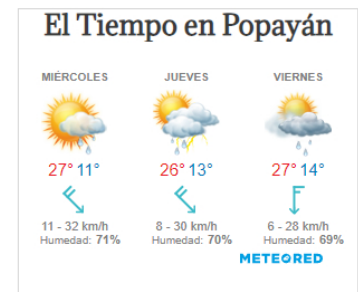 El Tiempo en Popayán
MIÉRCOLES JUEVES VIERNES
27° 11° 26° 13° 27° 14°
11 - 32 km/h 8 - 30 km/h 6 - 28 km/h
Humedad: 71% Humedad: 70% Humedad: 69%
METEORED